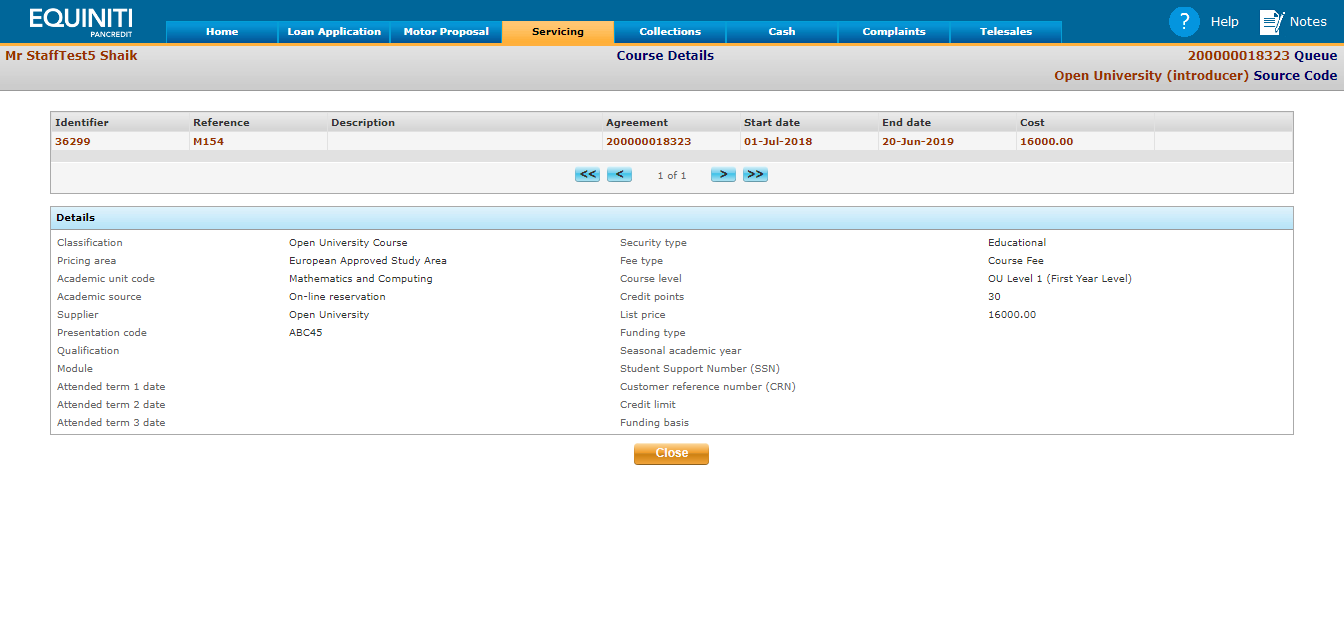 EQUINITI
PANCREDIT
Home Loan Application Motor Proposal Servicing Collections Cash Complaints Telesales
? Help Notes
Mr StaffTest5 Shaik Course Details 200000018323 Queue
Open University (introducer) Source Code
Identifier Reference Description Agreement Start date End date Cost
36299 M154 200000018323 01-Jul-2018 20-Jun-2019 16000.00
<< < 1 of 1 > >>
Details
Classification Open University Course Security type Educational
Pricing area European Approved Study Area Fee type Course Fee
Academic unit code Mathematics and Computing Course level OU Level 1 (First Year Level)
Academic source On-line reservation Credit points 30
Supplier Open University List price 16000.00
Presentation code ABC45 Funding type
Qualification Seasonal academic year
Module Student Support Number (SSN)
Attended term 1 date Customer reference number (CRN)
Attended term 2 date Credit limit
Attended term 3 date Funding basis
Close